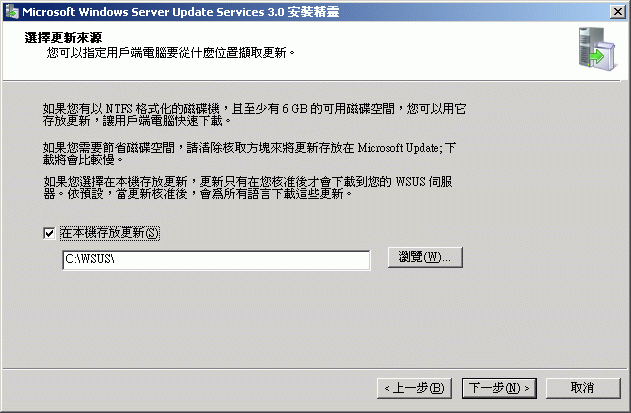 Microsoft Windows Server Update Services 3.0 安裝精靈
選擇更新來源
您可以指定用戶端電腦要從什麼位置擷取更新。
如果您有以 NTFS 格式化的磁碟機，且至少有 6 GB 的可用磁碟空間，您可以用它
存放更新，讓用戶端電腦快速下載。
如果您需要節省磁碟空間，請清除核取方塊來將更新存放在 Microsoft Update; 下
載將會比較慢。
如果您選擇在本機存放更新，更新只有在您核准後才會下載到您的 WSUS 伺服
器。依預設，當更新核准後，會為所有語言下載這些更新。
在本機存放更新(S)
C:\WSUS\
瀏覽(W)...
< 上一步(B)
下一步(N) >
取消